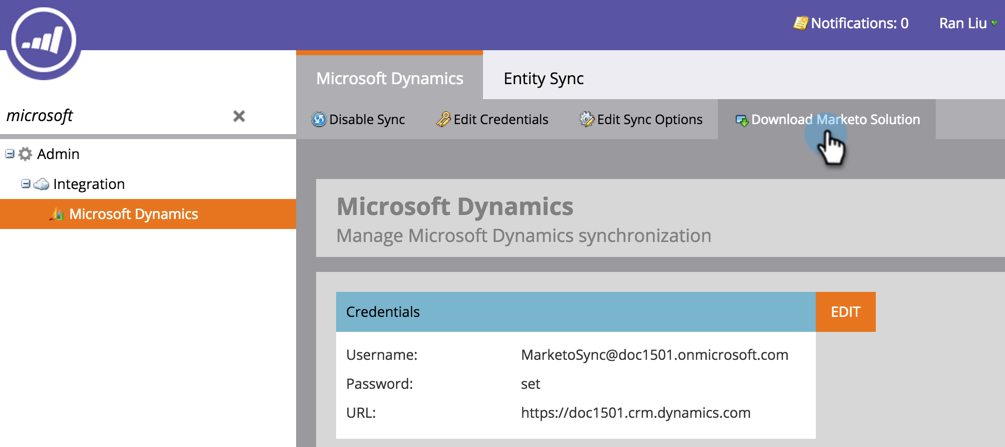 Notifications: 0 Ran Liu
Microsoft Dynamics Entity Sync
microsoft
Disable Sync Edit Credentials Edit Sync Options Download Marketo Solution
Admin
Integration
Microsoft Dynamics
Microsoft Dynamics
Manage Microsoft Dynamics synchronization
Credentials EDIT
Username: MarketoSync@doc1501.onmicrosoft.com
Password: set
URL: https://doc1501.crm.dynamics.com